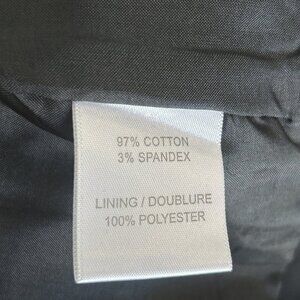 97% COTTON
3% SPANDEX
LINING / DOUBLURE
100% POLYESTER